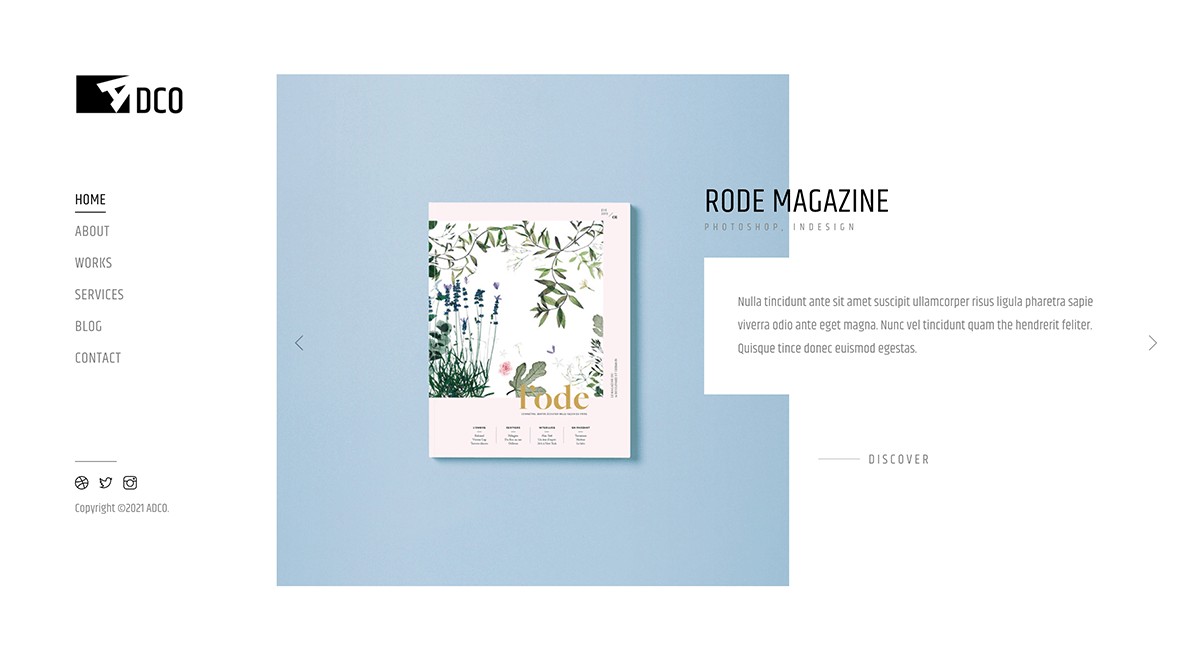 ADCO
HOME
ABOUT
WORKS
SERVICES
BLOG
CONTACT
Copyright ©2021 ADCO.
rode
RODE MAGAZINE
PHOTOSHOP, INDESIGN
Nulla tincidunt ante sit amet suscipit ullamcorper risus ligula pharetra sapie
viverra odio ante eget magna. Nunc vel tincidunt quam the hendrerit feliter.
Quisque tince donec euismod egestas.
DISCOVER